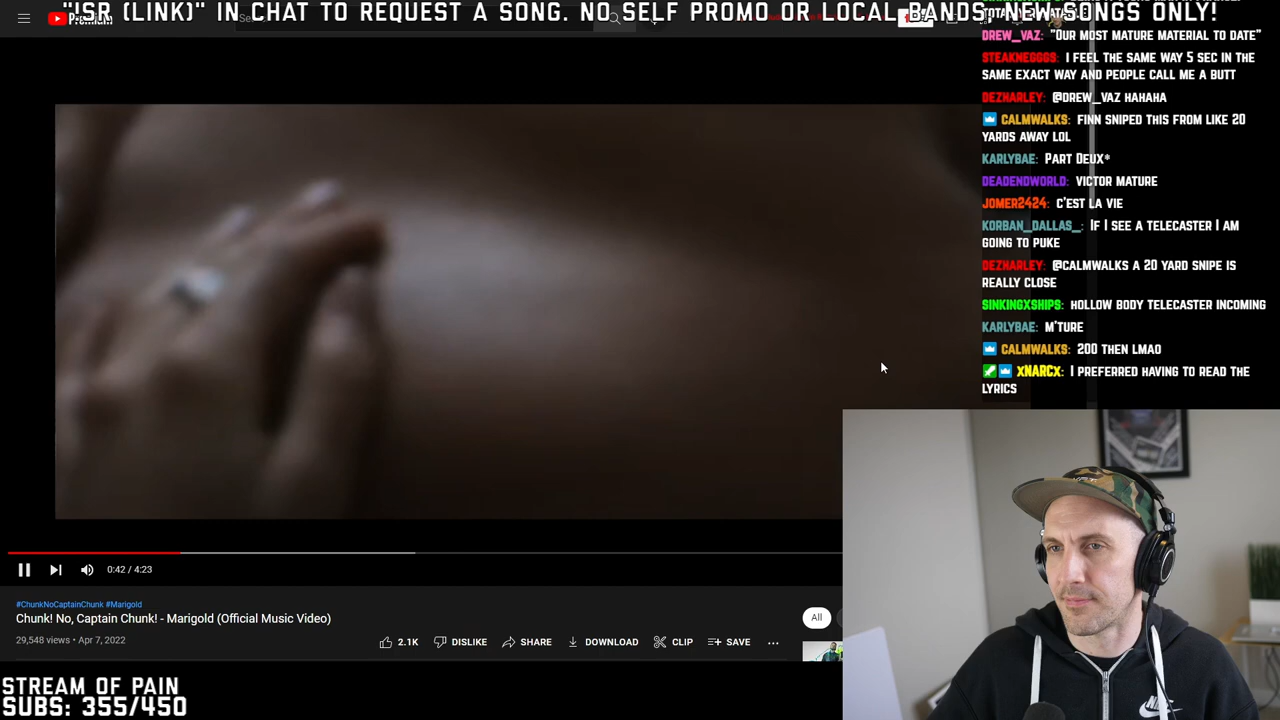 "!SR (LINK)" IN CHAT TO REQUEST A SONG. NO SELF PROMO OR LOCAL BANDS, NEW SONGS ONLY!
DREW_VAZ: "OUR MOST MATURE MATERIAL TO DATE"
STEAKNEGGGS: I FEEL THE SAME WAY 5 SEC IN THE
SAME EXACT WAY AND PEOPLE CALL ME A BUTT
DEZHARLEY: @DREW_VAZ HAHAHA
CALMWALKS: FINN SNIPED THIS FROM LIKE 20
YARDS AWAY LOL
KARLYBAE: PART DEUX*
DEADENDWORLD: VICTOR MATURE
JOMER2424: C'EST LA VIE
KORBAN_DALLAS_: IF I SEE A TELECASTER I AM
GOING TO PUKE
DEZHARLEY: @CALMWALKS A 20 YARD SNIPE IS
REALLY CLOSE
SINKINGXSHIPS: HOLLOW BODY TELECASTER INCOMING
KARLYBAE: M'TURE
CALMWALKS: 200 THEN LMAO
XNARCX: I PREFERRED HAVING TO READ THE
LYRICS
0:42 / 4:23
#ChunkNoCaptainChunk #Marigold
Chunk! No, Captain Chunk! - Marigold (Official Music Video)
All
29,548 views • Apr 7, 2022
2.1K DISLIKE SHARE DOWNLOAD CLIP SAVE
STREAM OF PAIN
SUBS: 355/450